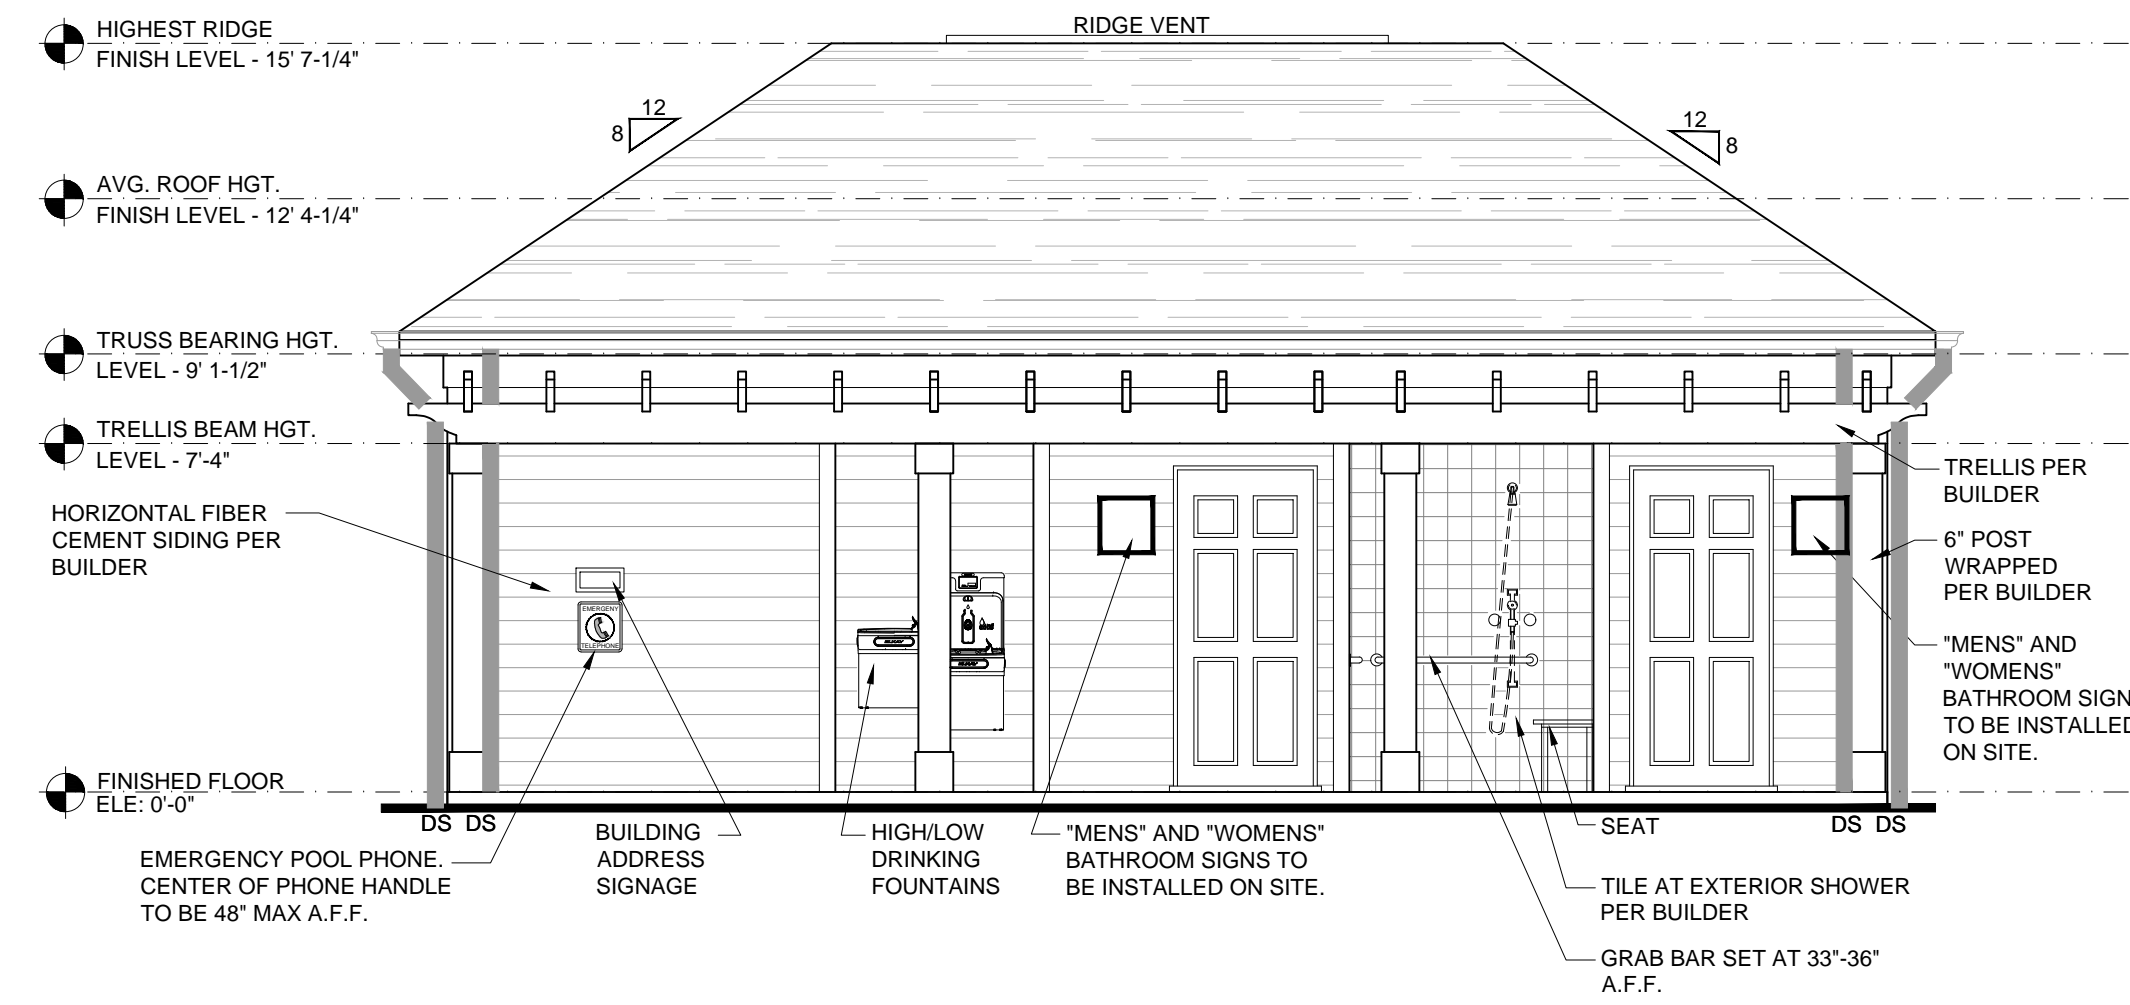 RIDGE VENT
HIGHEST RIDGE
FINISH LEVEL - 15' 7-1/4"
12
8
12
8
AVG. ROOF HGT.
FINISH LEVEL - 12' 4-1/4"
TRUSS BEARING HGT.
LEVEL - 9' 1-1/2"
TRELLIS BEAM HGT.
LEVEL - 7'-4"
HORIZONTAL FIBER
CEMENT SIDING PER
BUILDER
EMERGENY
TELEPHONE
TRELLIS PER
BUILDER
6" POST
WRAPPED
PER BUILDER
"MENS" AND
"WOMENS"
BATHROOM SIGN
TO BE INSTALLED
ON SITE.
FINISHED FLOOR
ELE: 0'-0"
DS DS
DS DS
EMERGENCY POOL PHONE.
CENTER OF PHONE HANDLE
TO BE 48" MAX A.F.F.
BUILDING
ADDRESS
SIGNAGE
HIGH/LOW
DRINKING
FOUNTAINS
"MENS" AND "WOMENS"
BATHROOM SIGNS TO
BE INSTALLED ON SITE.
SEAT
TILE AT EXTERIOR SHOWER
PER BUILDER
GRAB BAR SET AT 33"-36"
A.F.F.